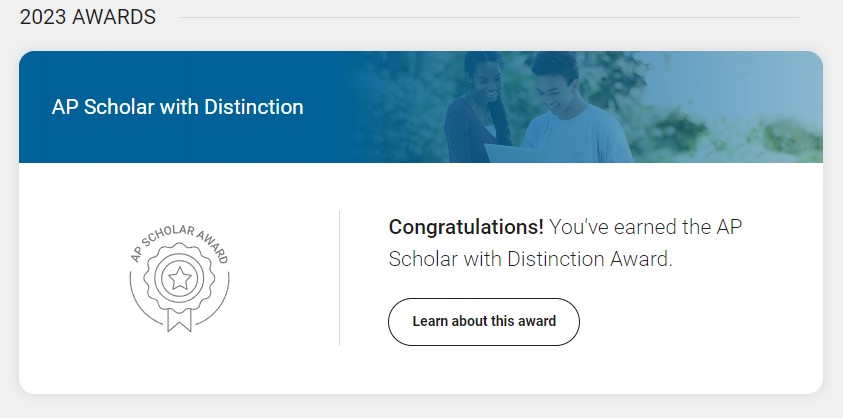 2023 AWARDS
AP Scholar with Distinction
AP SCHOLAR AWARD
Congratulations! You've earned the AP
Scholar with Distinction Award.
Learn about this award